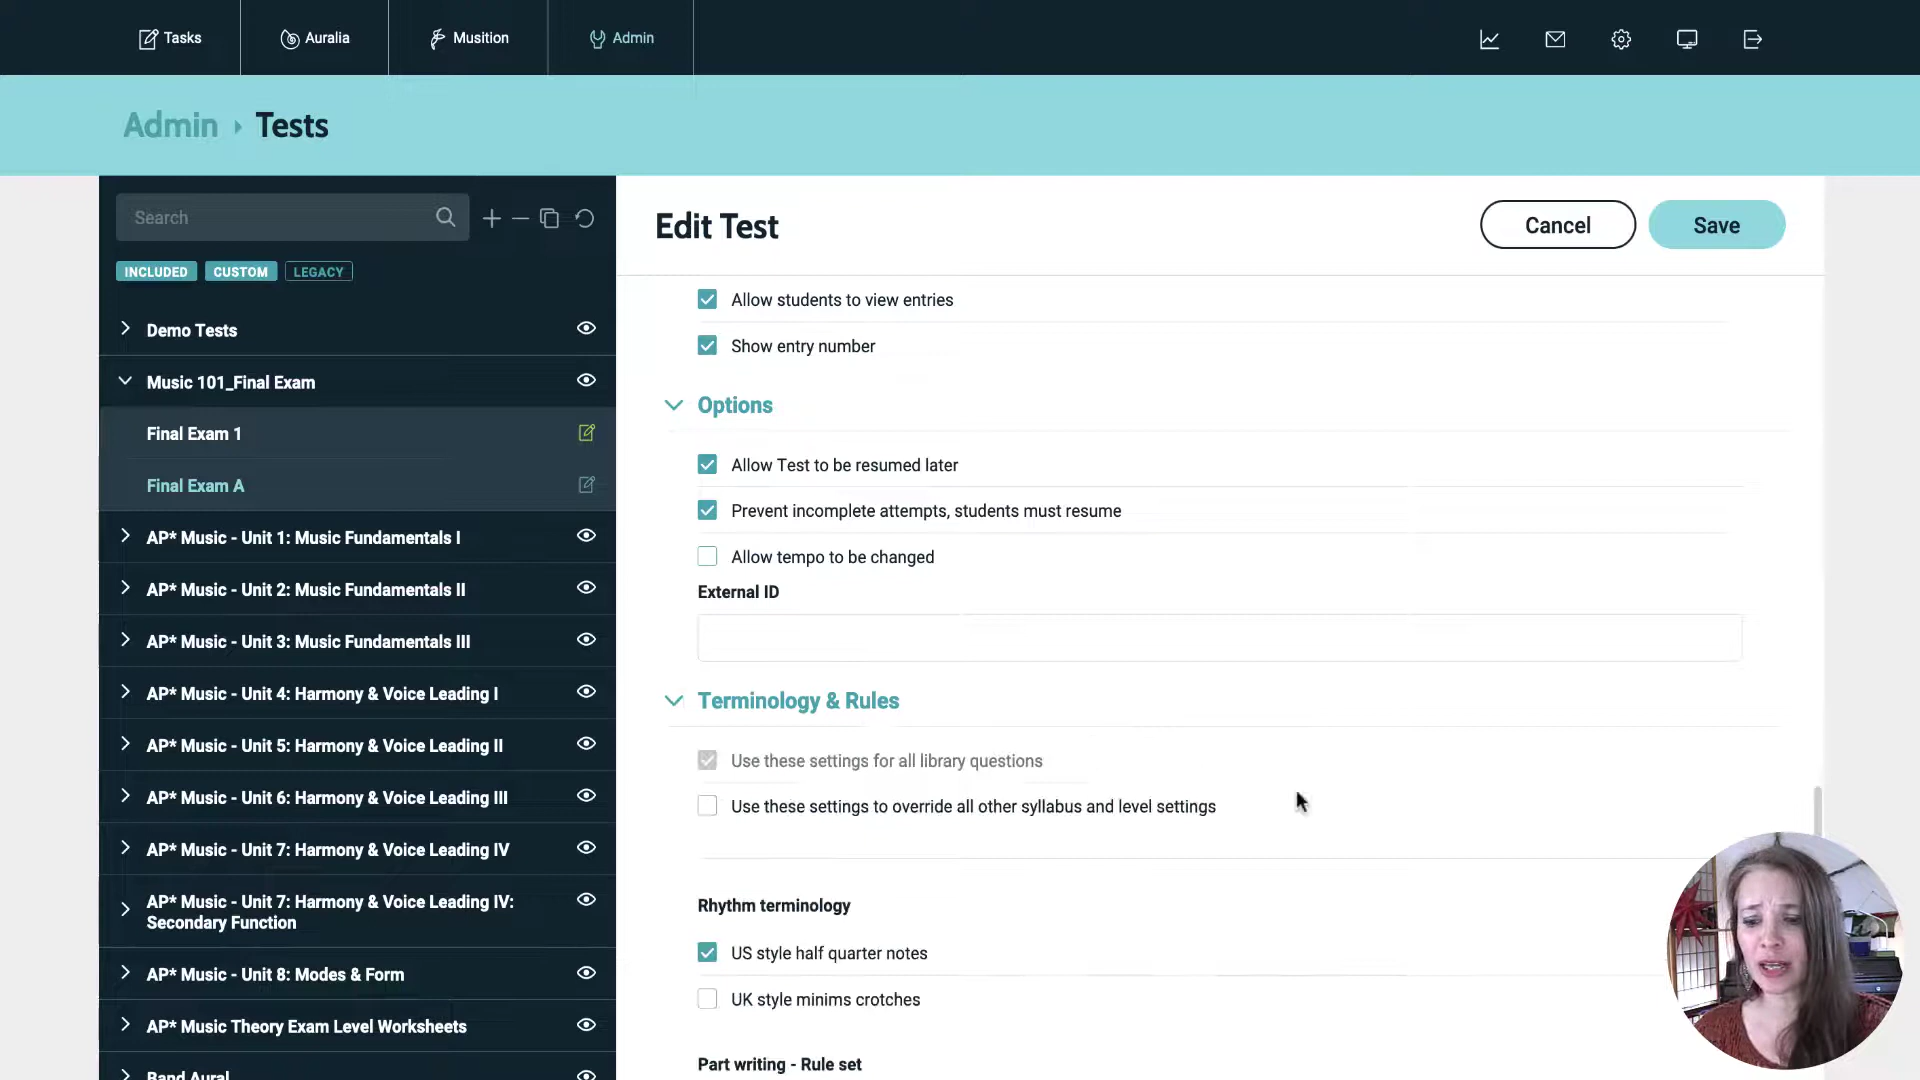 Tasks
Auralia
Musition
Admin
Admin
Tests
Search
INCLUDED
CUSTOM
LEGACY
Demo Tests
Music 101_Final Exam
Final Exam 1
Final Exam A
AP* Music - Unit 1: Music Fundamentals I
AP* Music - Unit 2: Music Fundamentals II
AP* Music - Unit 3: Music Fundamentals III
AP* Music - Unit 4: Harmony & Voice Leading I
AP* Music - Unit 5: Harmony & Voice Leading II
AP* Music - Unit 6: Harmony & Voice Leading III
AP* Music - Unit 7: Harmony & Voice Leading IV
AP* Music - Unit 7: Harmony & Voice Leading IV:
Secondary Function
AP* Music - Unit 8: Modes & Form
AP* Music Theory Exam Level Worksheets
Band Aural
Edit Test
Cancel
Save
Allow students to view entries
Show entry number
Options
Allow Test to be resumed later
Prevent incomplete attempts, students must resume
Allow tempo to be changed
External ID
Terminology & Rules
Use these settings for all library questions
Use these settings to override all other syllabus and level settings
Rhythm terminology
US style half quarter notes
UK style minims crotches
Part writing - Rule set